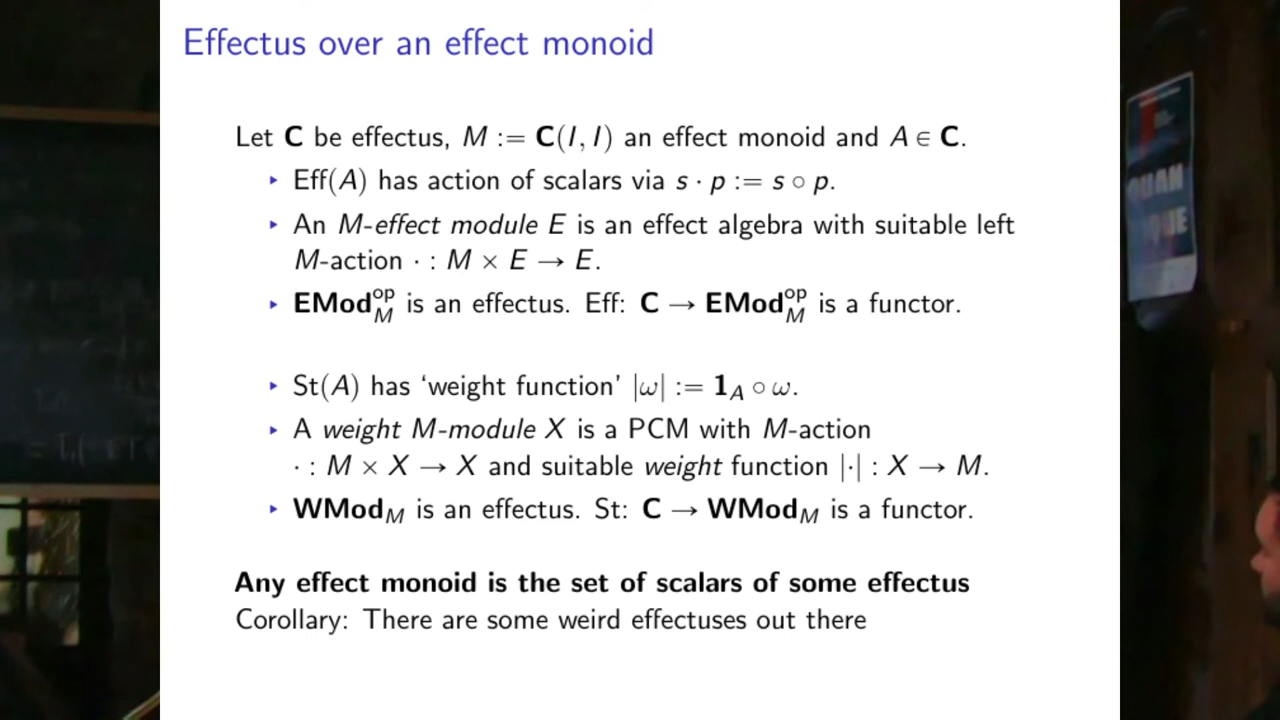 Effectus over an effect monoid
Let C be effectus, M := C(I, I) an effect monoid and A ∈ C.
‣ Eff(A) has action of scalars via s · p := s ∘ p.
‣ An M-effect module E is an effect algebra with suitable left
M-action · : M × E → E.
‣ EMod_M^op is an effectus. Eff: C → EMod_M^op is a functor.
‣ St(A) has ‘weight function’ |ω| := 1_A ∘ ω.
‣ A weight M-module X is a PCM with M-action
· : M × X → X and suitable weight function |·| : X → M.
‣ WMod_M is an effectus. St: C → WMod_M is a functor.
Any effect monoid is the set of scalars of some effectus
Corollary: There are some weird effectuses out there